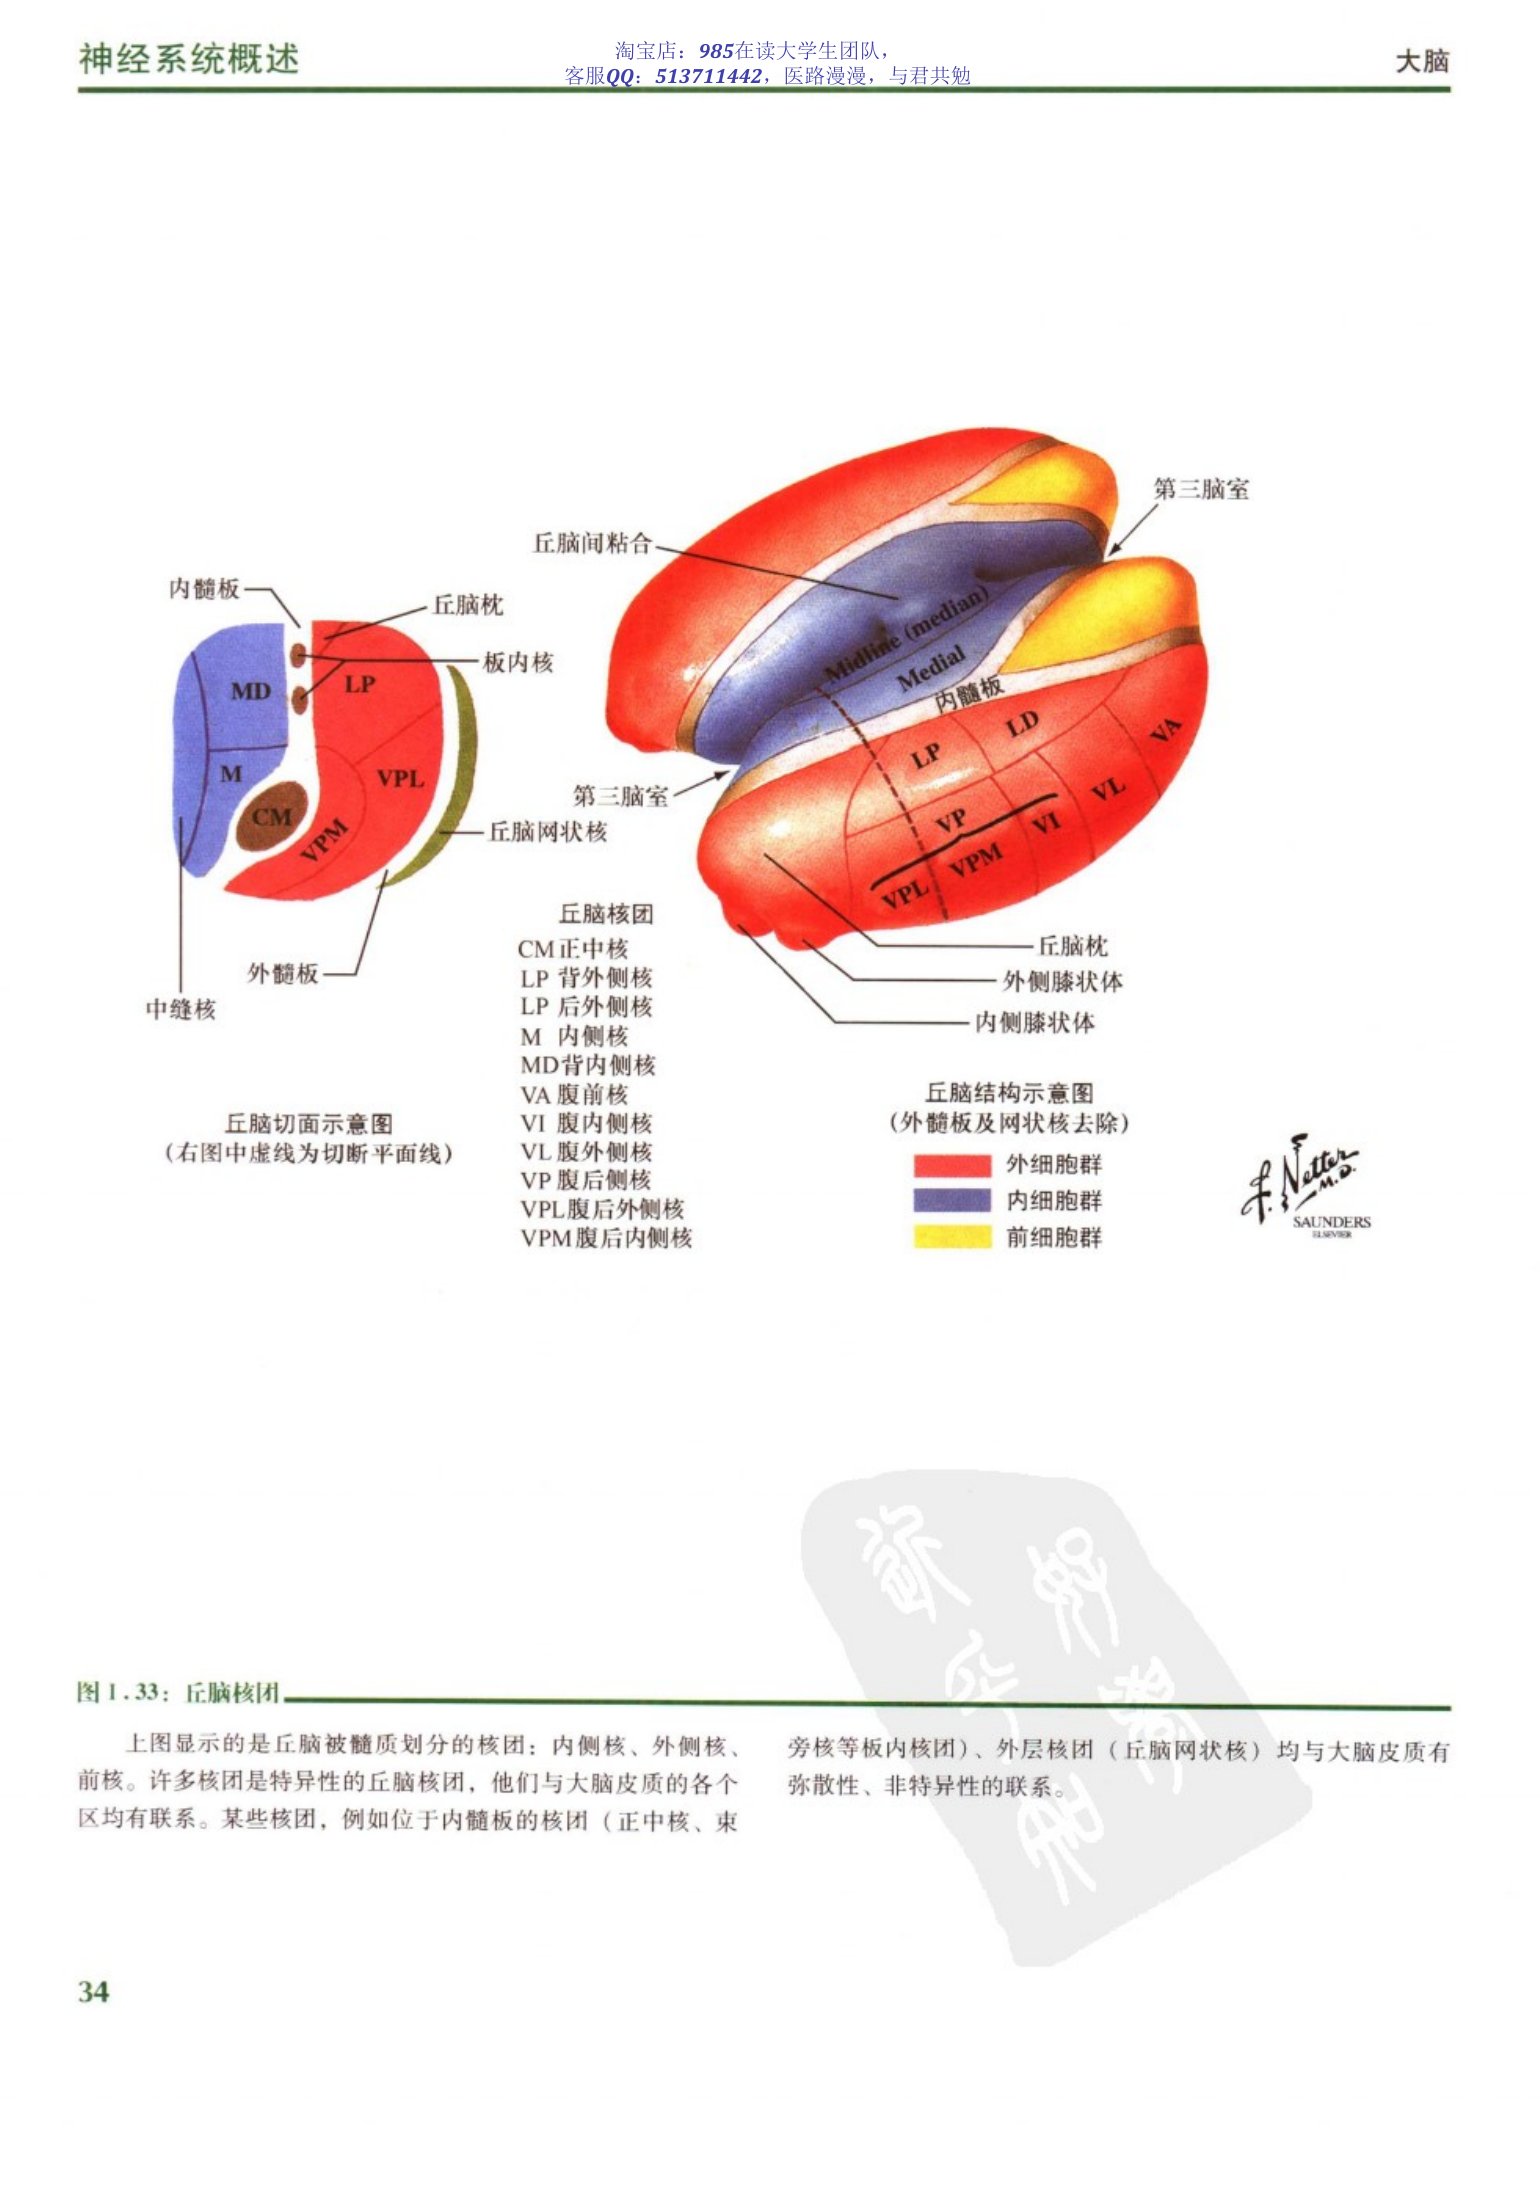 神经系统概述
淘宝店：985在读大学生团队，
客服QQ：513711442，医路漫漫，与君共勉
大脑
第三脑室
丘脑间粘合
内髓板
丘脑枕
板内核
MD
LP
M
VPL
CM
VPM
Midline (median)
Medial
内髓板
LP
LD
VA
VL
VP
VI
VPM
VPL
第三脑室
丘脑网状核
外髓板
中缝核
丘脑枕
外侧膝状体
内侧膝状体
丘脑核团
CM正中核
LP 背外侧核
LP 后外侧核
M 内侧核
MD背内侧核
VA 腹前核
VI 腹内侧核
VL 腹外侧核
VP 腹后侧核
VPL腹后外侧核
VPM腹后内侧核
丘脑切面示意图
（右图中虚线为切断平面线）
丘脑结构示意图
（外髓板及网状核去除）
外细胞群
内细胞群
前细胞群
F. Netter
M.D.
SAUNDERS
ELSEVIER
图 1.33：丘脑核团
上图显示的是丘脑被髓质划分的核团：内侧核、外侧核、
前核。许多核团是特异性的丘脑核团，他们与大脑皮质的各个
区均有联系。某些核团，例如位于内髓板的核团（正中核、束
旁核等板内核团）、外层核团（丘脑网状核）均与大脑皮质有
弥散性、非特异性的联系。
34